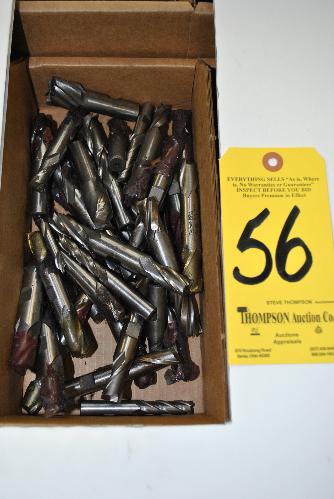 EVERYTHING SELLS "As is, Where
is, No Warranties or Guarantees"
INSPECT BEFORE YOU BID
Buyers Premium in Effect
56
STEVE THOMPSON
THOMPSON Auction Co.
Auctions
Appraisals